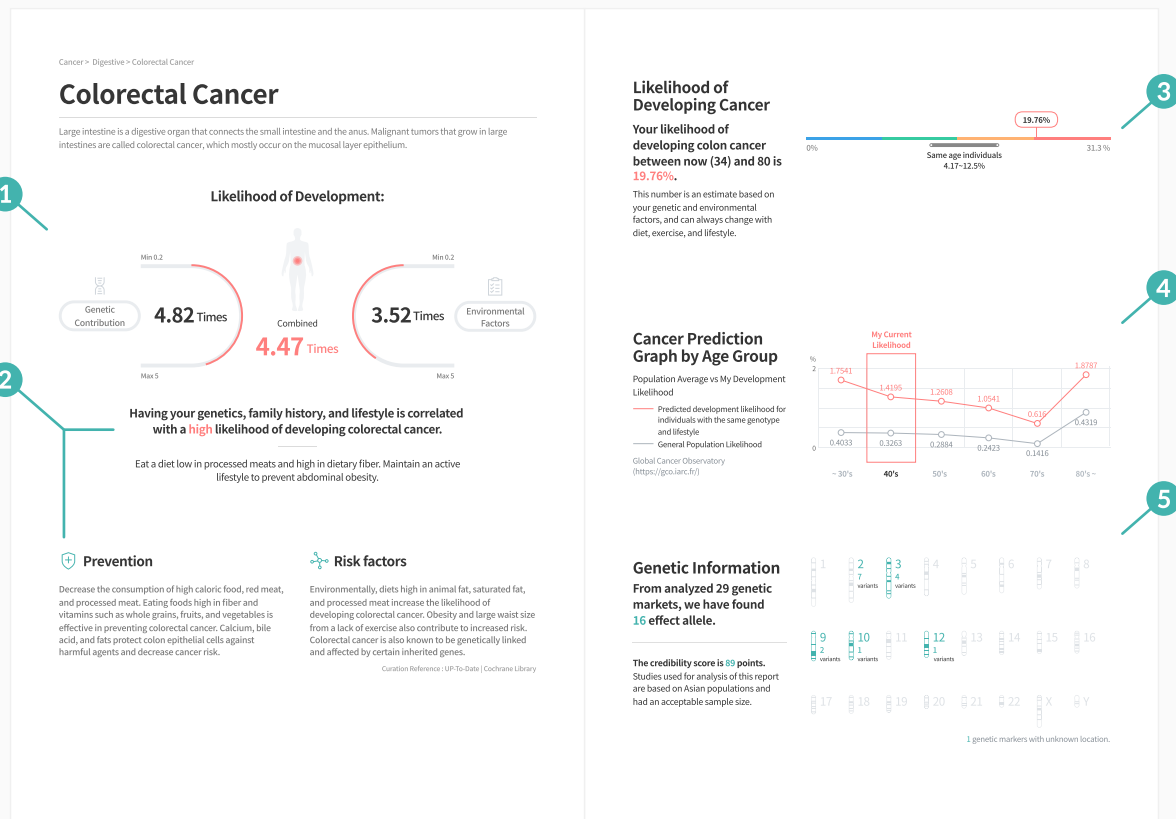 Cancer > Digestive > Colorectal Cancer
Colorectal Cancer
Large intestine is a digestive organ that connects the small intestine and the anus. Malignant tumors that grow in large
intestines are called colorectal cancer, which mostly occur on the mucosal layer epithelium.
1
Likelihood of Development:
Min 0.2
Min 0.2
Genetic
Contribution
4.82 Times
3.52 Times
Environmental
Factors
Combined
4.47 Times
Max 5
Max 5
2
Having your genetics, family history, and lifestyle is correlated
with a high likelihood of developing colorectal cancer.
Eat a diet low in processed meats and high in dietary fiber. Maintain an active
lifestyle to prevent abdominal obesity.
Prevention
Decrease the consumption of high caloric food, red meat,
and processed meat. Eating foods high in fiber and
vitamins such as whole grains, fruits, and vegetables is
effective in preventing colorectal cancer. Calcium, bile
acid, and fats protect colon epithelial cells against
harmful agents and decrease cancer risk.
Risk factors
Environmentally, diets high in animal fat, saturated fat,
and processed meat increase the likelihood of
developing colorectal cancer. Obesity and large waist size
from a lack of exercise also contribute to increased risk.
Colorectal cancer is also known to be genetically linked
and affected by certain inherited genes.
Curation Reference : UP-To-Date | Cochrane Library
3
Likelihood of
Developing Cancer
Your likelihood of
developing colon cancer
between now (34) and 80 is
19.76%.
This number is an estimate based on
your genetic and environmental
factors, and can always change with
diet, exercise, and lifestyle.
19.76%
0%
31.3 %
Same age individuals
4.17~12.5%
4
Cancer Prediction
Graph by Age Group
Population Average vs My Development
Likelihood
Predicted development likelihood for
individuals with the same genotype
and lifestyle
General Population Likelihood
Global Cancer Observatory
(https://gco.iarc.fr/)
My Current
Likelihood
%
2
0
1.7541
1.4195
1.2608
1.0541
0.616
1.8787
0.4033
0.3263
0.2884
0.2423
0.1416
0.4319
~ 30's
40's
50's
60's
70's
80's ~
5
Genetic Information
From analyzed 29 genetic
markers, we have found
16 effect allele.
The credibility score is 89 points.
Studies used for analysis of this report
are based on Asian populations and
had an acceptable sample size.
1
2
7
variants
3
4
variants
4
5
6
7
8
9
2
variants
10
1
variants
11
12
1
variants
13
14
15
16
17
18
19
20
21
22
X
Y
1 genetic markers with unknown location.